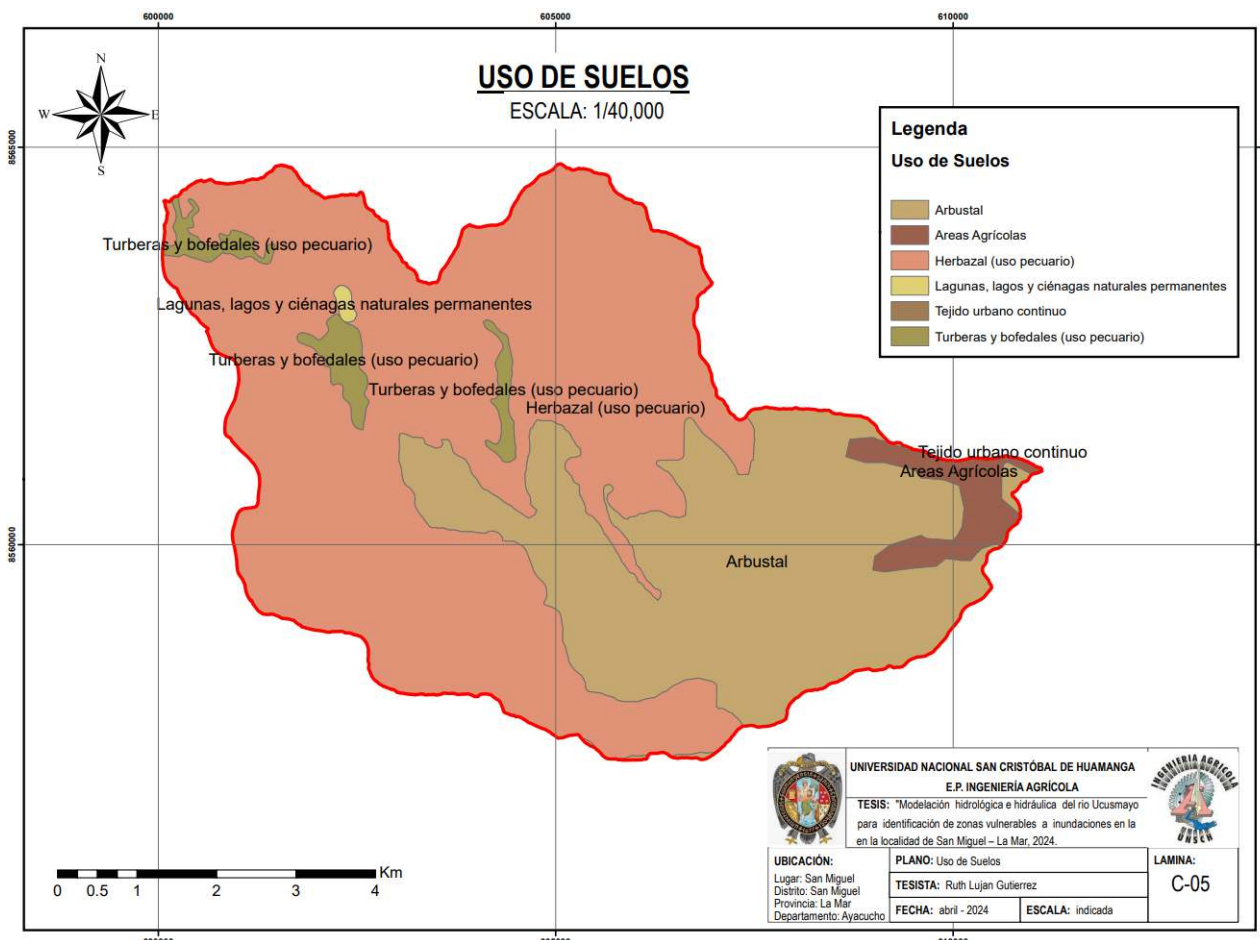 600000
605000
610000
USO DE SUELOS
ESCALA: 1/40,000
N
W
E
S
8565000
8560000
Legenda
Uso de Suelos
Arbustal
Areas Agrícolas
Herbazal (uso pecuario)
Lagunas, lagos y ciénagas naturales permanentes
Tejido urbano continuo
Turberas y bofedales (uso pecuario)
Turberas y bofedales (uso pecuario)
Lagunas, lagos y ciénagas naturales permanentes
Turberas y bofedales (uso pecuario)
Turberas y bofedales (uso pecuario)
Herbazal (uso pecuario)
Tejido urbano continuo
Areas Agrícolas
Arbustal
Km
0 0.5 1 2 3 4
UNIVERSIDAD NACIONAL SAN CRISTÓBAL DE HUAMANGA
E.P. INGENIERÍA AGRÍCOLA
TESIS: "Modelación hidrológica e hidráulica del rio Ucusmayo
para identificación de zonas vulnerables a inundaciones en la
en la localidad de San Miguel – La Mar, 2024.
INGENIERIA AGRICOLA
UNSCH
UBICACIÓN:
Lugar: San Miguel
Distrito: San Miguel
Provincia: La Mar
Departamento: Ayacucho
PLANO: Uso de Suelos
TESISTA: Ruth Lujan Gutierrez
FECHA: abril - 2024
ESCALA: indicada
LAMINA:
C-05